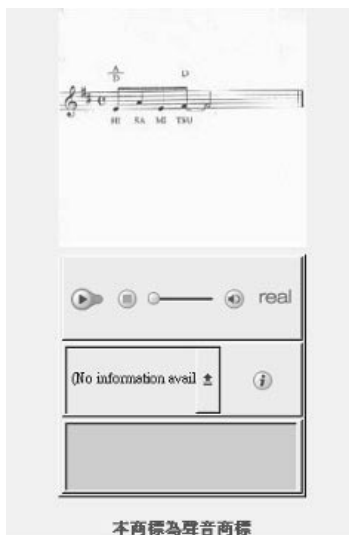 A
D D
HI SA MI TSU
real
(No information avail
本商標為聲音商標